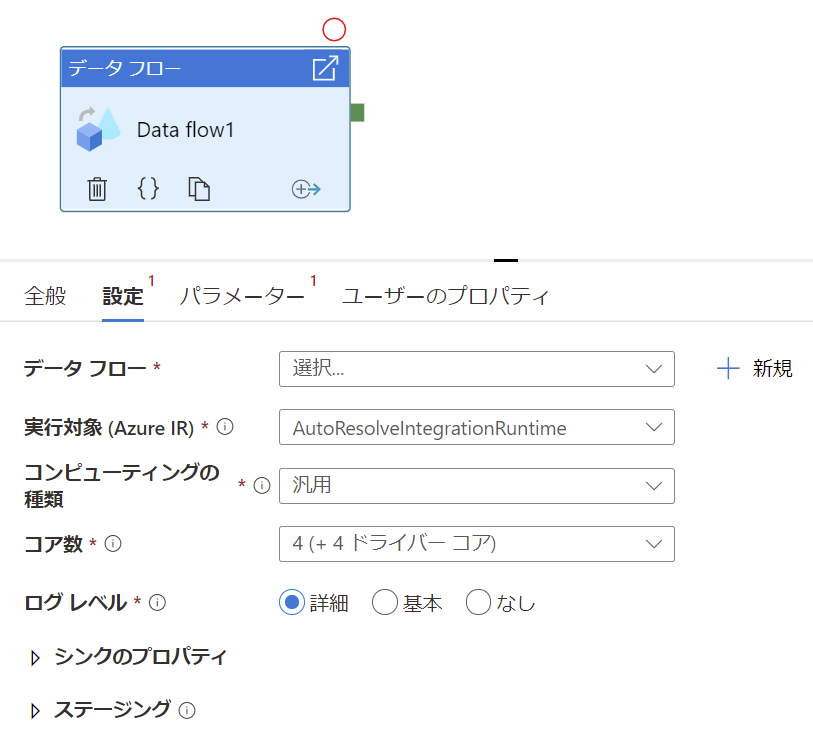 データ フロー
Data flow1
全般 設定 1 パラメーター 1 ユーザーのプロパティ
データ フロー * 選択... 新規
実行対象 (Azure IR) * AutoResolveIntegrationRuntime
コンピューティングの
種類 * 汎用
コア数 * 4 (+ 4 ドライバー コア)
ログ レベル * 詳細 基本 なし
シンクのプロパティ
ステージング